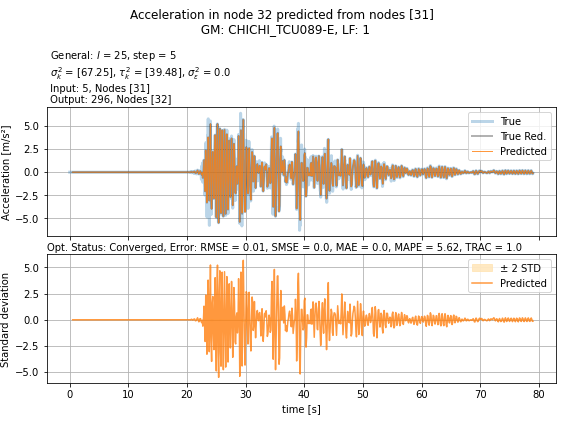 Acceleration in node 32 predicted from nodes [31]
GM: CHICHI_TCU089-E, LF: 1
General: l = 25, step = 5
σ²ₖ = [67.25], τ²ₖ = [39.48], σ²_ε = 0.0
Input: 5, Nodes [31]
Output: 296, Nodes [32]
Acceleration [m/s²]
5.0
2.5
0.0
−2.5
−5.0
True
True Red.
Predicted
Opt. Status: Converged, Error: RMSE = 0.01, SMSE = 0.0, MAE = 0.0, MAPE = 5.62, TRAC = 1.0
Standard deviation
5.0
2.5
0.0
−2.5
−5.0
± 2 STD
Predicted
0 10 20 30 40 50 60 70 80
time [s]